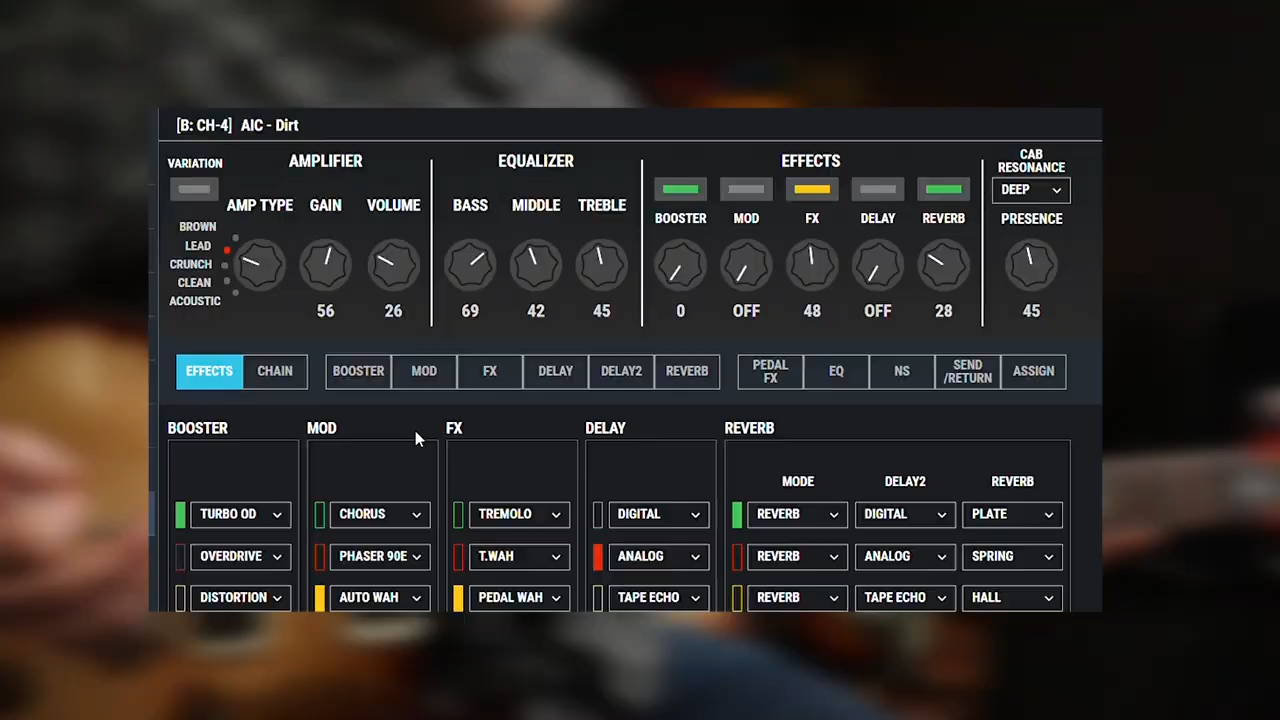 [B: CH-4] AIC - Dirt
VARIATION
AMPLIFIER
EQUALIZER
EFFECTS
CAB
RESONANCE
DEEP
AMP TYPE GAIN VOLUME
BASS MIDDLE TREBLE
BOOSTER MOD FX DELAY REVERB
PRESENCE
BROWN
LEAD
CRUNCH
CLEAN
ACOUSTIC
56 26 69 42 45 0 OFF 48 OFF 28 45
EFFECTS CHAIN BOOSTER MOD FX DELAY DELAY2 REVERB PEDAL FX EQ NS SEND /RETURN ASSIGN
BOOSTER MOD FX DELAY REVERB
MODE DELAY2 REVERB
TURBO OD CHORUS TREMOLO DIGITAL REVERB DIGITAL PLATE
OVERDRIVE PHASER 90E T.WAH ANALOG REVERB ANALOG SPRING
DISTORTION AUTO WAH PEDAL WAH TAPE ECHO REVERB TAPE ECHO HALL